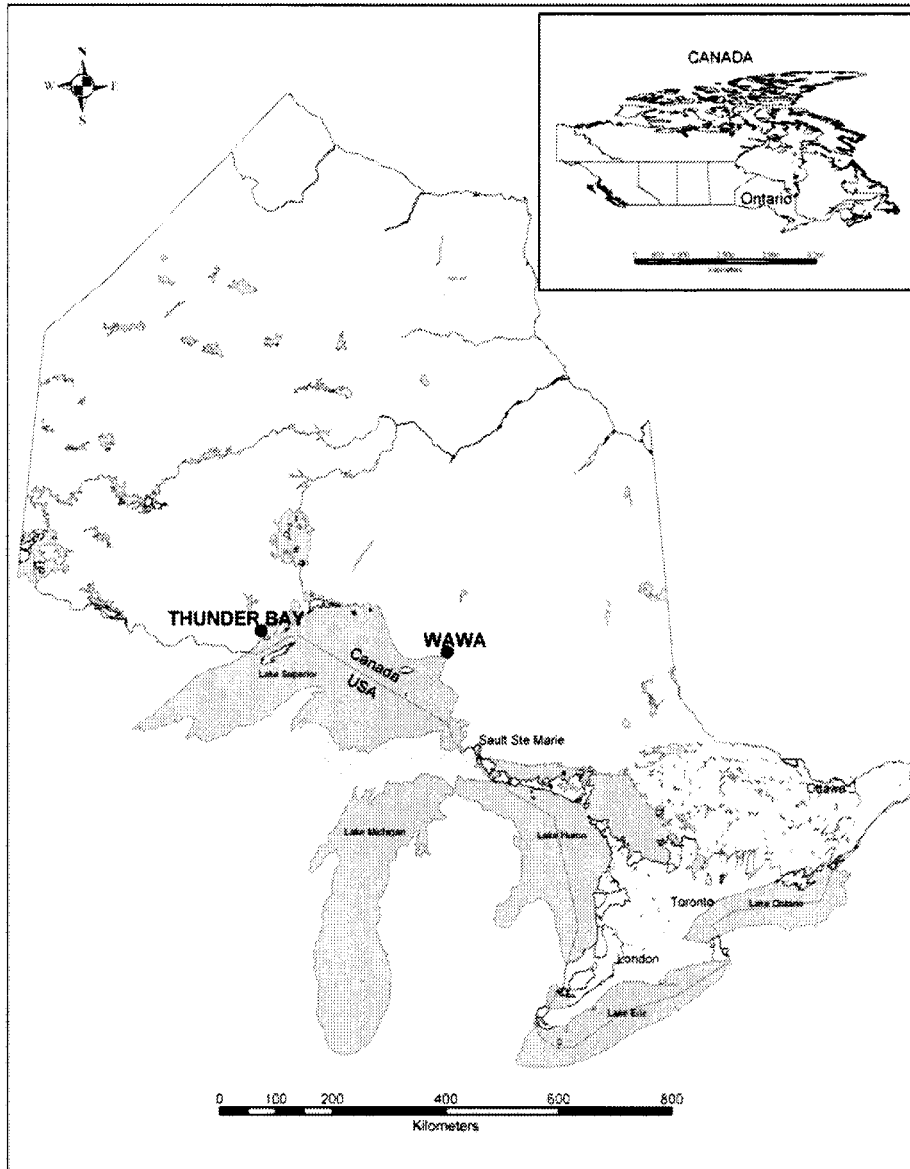 N
W
E
S
CANADA
Ontario
Kilometers
THUNDER BAY
WAWA
Canada
USA
Lake Superior
Sault Ste Marie
Ottawa
Lake Michigan
Lake Huron
Toronto
Lake Ontario
London
Lake Erie
0 100 200 400 600 800
Kilometers